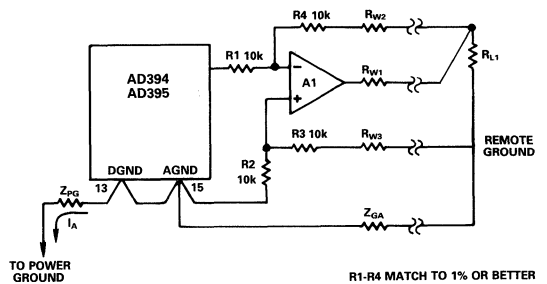 R4 10k
RW2
R1 10k
AD394
AD395
A1
RW1
RL1
R3 10k
RW3
REMOTE
GROUND
DGND
AGND
R2
10k
13
15
ZPG
IA
ZGA
TO POWER
GROUND
R1-R4 MATCH TO 1% OR BETTER